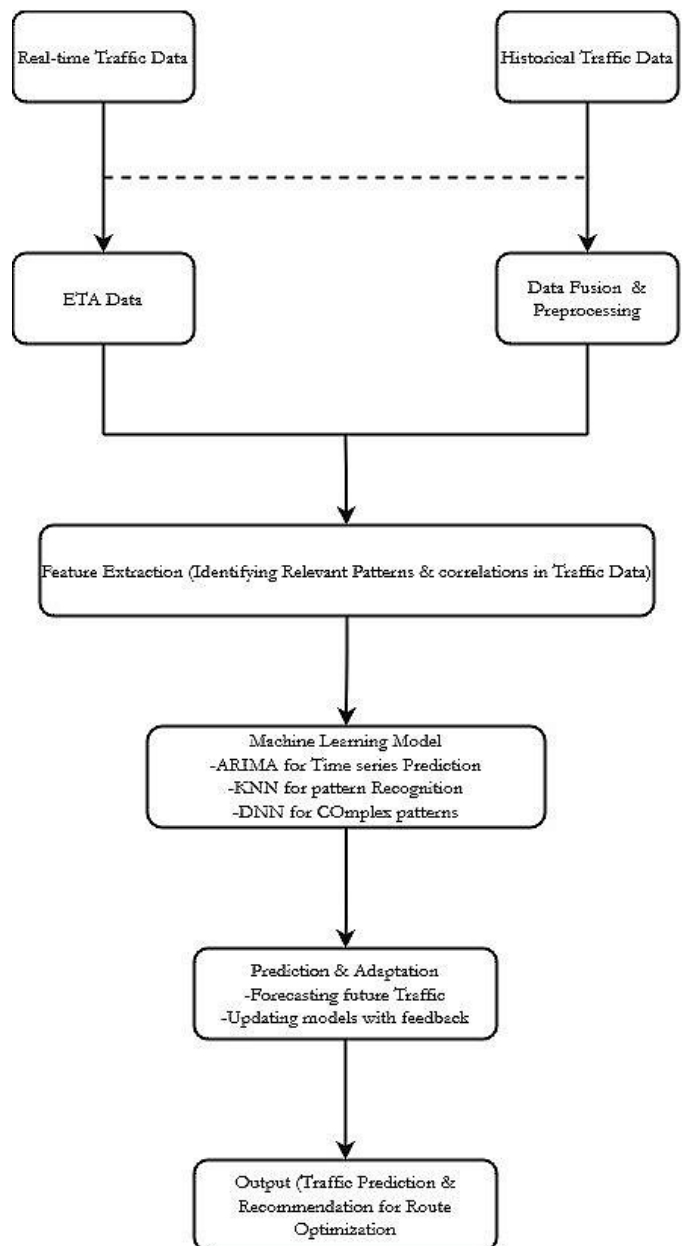 Real-time Traffic Data
Historical Traffic Data
ETA Data
Data Fusion &
Preprocessing
Feature Extraction (Identifying Relevant Patterns & correlations in Traffic Data)
Machine Learning Model
-ARIMA for Time series Prediction
-KNN for pattern Recognition
-DNN for COmplex patterns
Prediction & Adaptation
-Forecasting future Traffic
-Updating models with feedback
Output (Traffic Prediction &
Recommendation for Route
Optimization